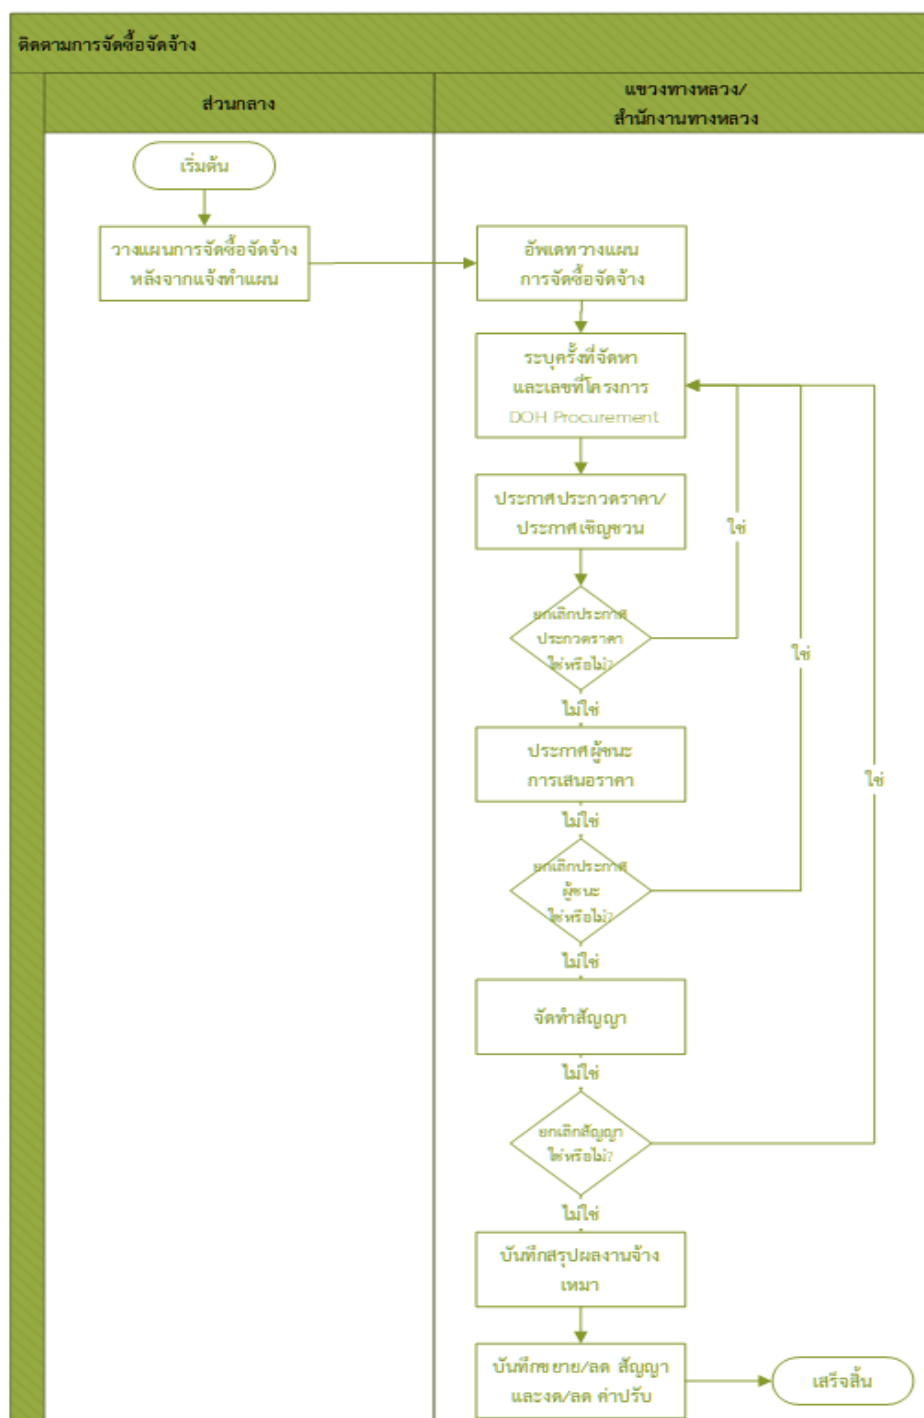 ติดตามการจัดซื้อจัดจ้าง
ส่วนกลาง
แขวงทางหลวง/
สำนักงานทางหลวง
เริ่มต้น
วางแผนการจัดซื้อจัดจ้าง
หลังจากแจ้งทำแผน
อัพเดทวางแผน
การจัดซื้อจัดจ้าง
ระบุครั้งที่จัดหา
และเลขที่โครงการ
DOH Procurement
ประกาศประกวดราคา/
ประกาศเชิญชวน
ใช่
ยกเลิกประกาศ
ประกวดราคา
ใช่หรือไม่?
ใช่
ไม่ใช่
ประกาศผู้ชนะ
การเสนอราคา
ใช่
ไม่ใช่
ยกเลิกประกาศ
ผู้ชนะ
ใช่หรือไม่?
ไม่ใช่
จัดทำสัญญา
ไม่ใช่
ยกเลิกสัญญา
ใช่หรือไม่?
ไม่ใช่
บันทึกสรุปผลงานจ้าง
เหมา
บันทึกขยาย/ลด สัญญา
และงด/ลด ค่าปรับ
เสร็จสิ้น